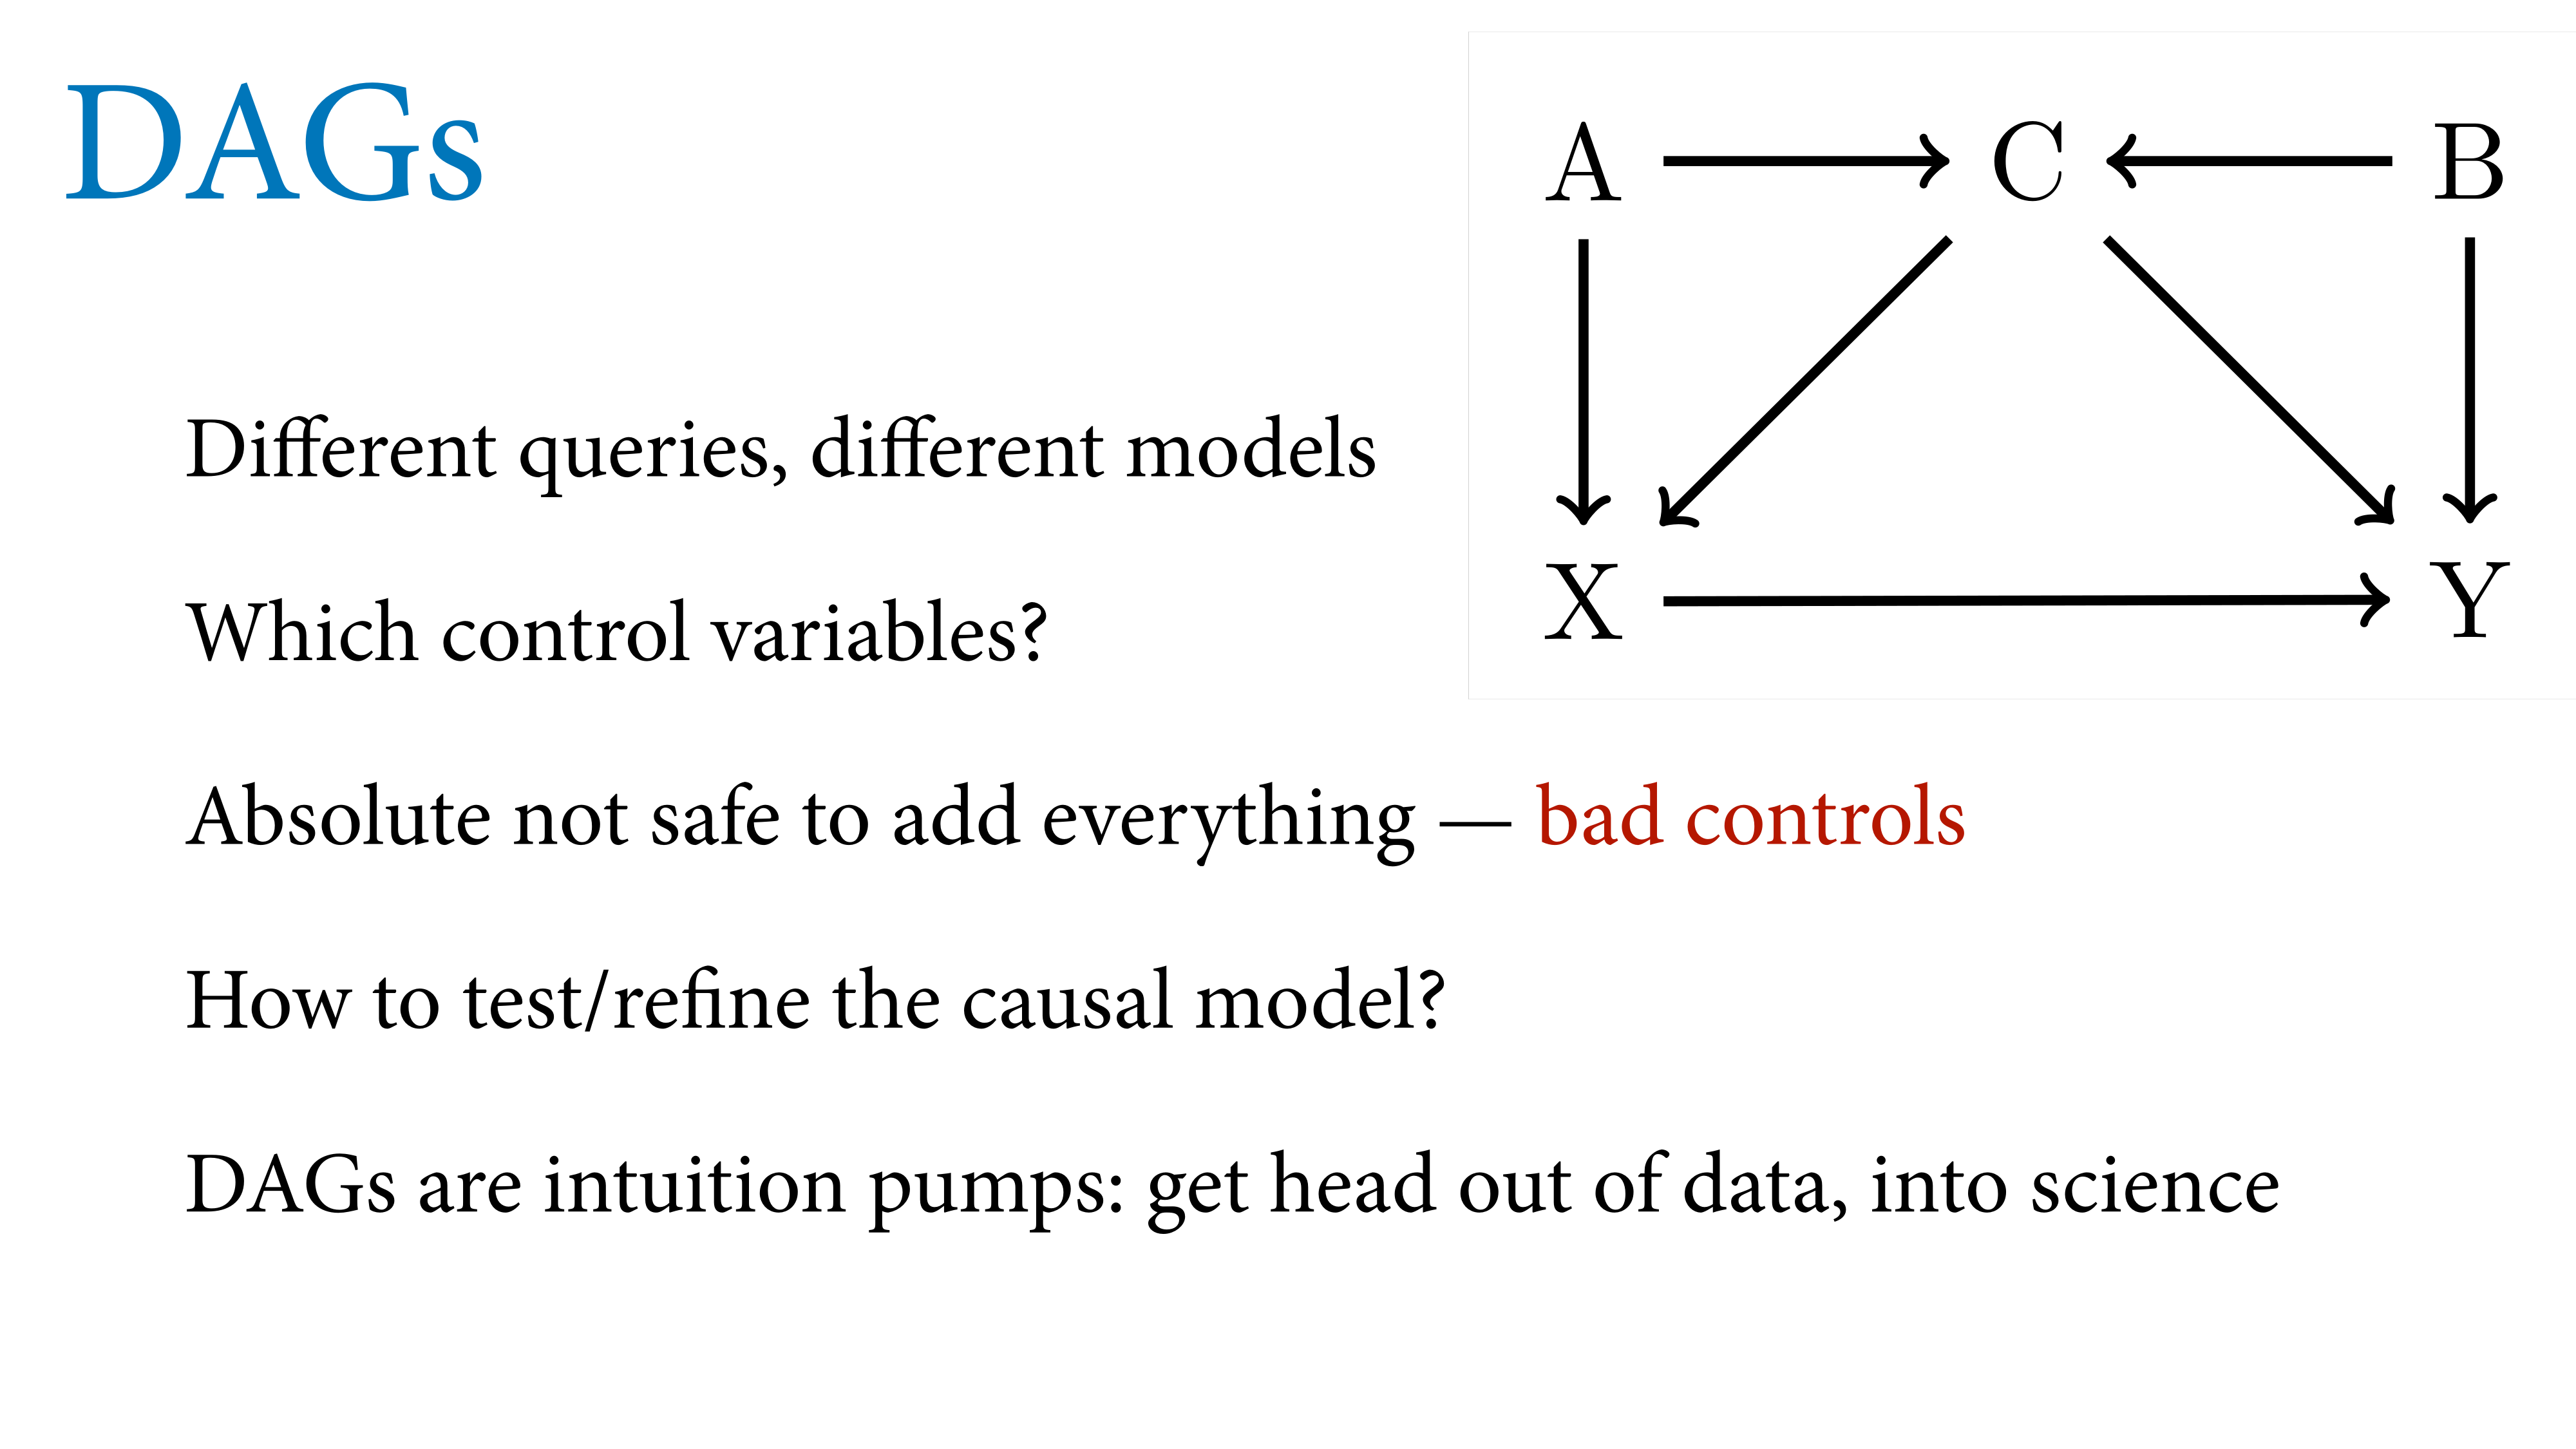 DAGs
A C B
X Y
Different queries, different models
Which control variables?
Absolute not safe to add everything — bad controls
How to test/refine the causal model?
DAGs are intuition pumps: get head out of data, into science